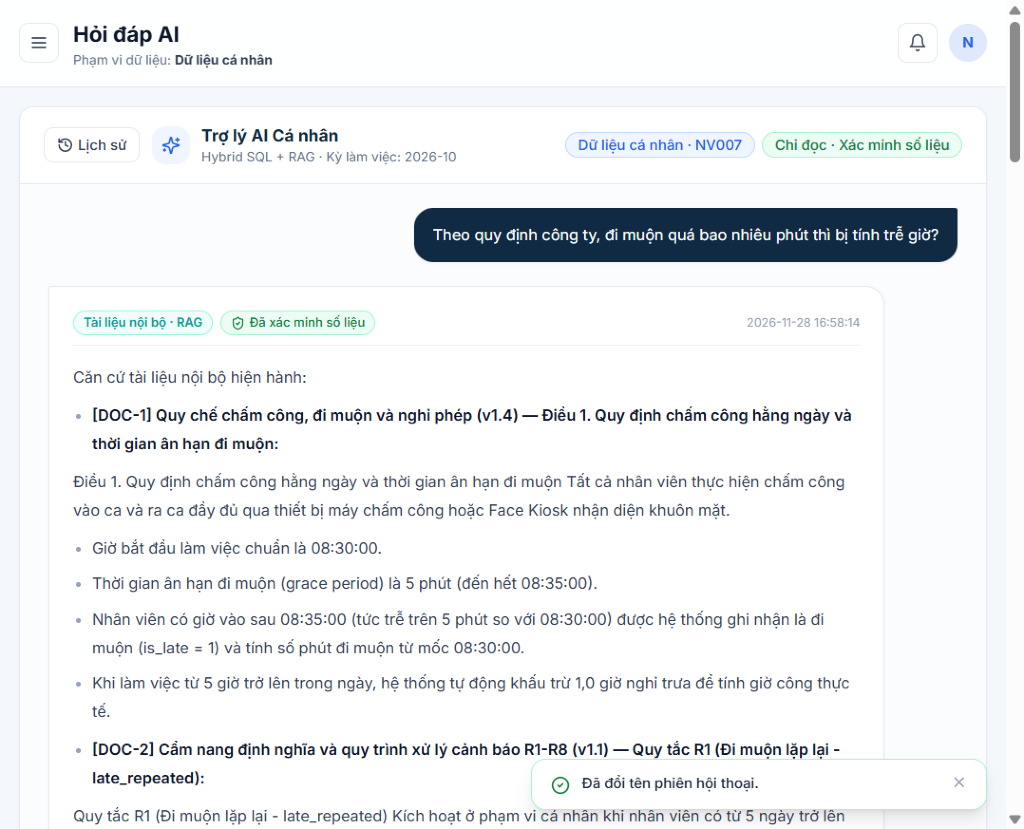 Hỏi đáp AI
Phạm vi dữ liệu: Dữ liệu cá nhân
N
Lịch sử
Trợ lý AI Cá nhân
Hybrid SQL + RAG · Kỳ làm việc: 2026-10
Dữ liệu cá nhân · NV007
Chỉ đọc · Xác minh số liệu
Theo quy định công ty, đi muộn quá bao nhiêu phút thì bị tính trễ giờ?
Tài liệu nội bộ · RAG
Đã xác minh số liệu
2026-11-28 16:58:14
Căn cứ tài liệu nội bộ hiện hành:
[DOC-1] Quy chế chấm công, đi muộn và nghỉ phép (v1.4) — Điều 1. Quy định chấm công hằng ngày và
thời gian ân hạn đi muộn:
Điều 1. Quy định chấm công hằng ngày và thời gian ân hạn đi muộn Tất cả nhân viên thực hiện chấm công
vào ca và ra ca đầy đủ qua thiết bị máy chấm công hoặc Face Kiosk nhận diện khuôn mặt.
Giờ bắt đầu làm việc chuẩn là 08:30:00.
Thời gian ân hạn đi muộn (grace period) là 5 phút (đến hết 08:35:00).
Nhân viên có giờ vào sau 08:35:00 (tức trễ trên 5 phút so với 08:30:00) được hệ thống ghi nhận là đi
muộn (is_late = 1) và tính số phút đi muộn từ mốc 08:30:00.
Khi làm việc từ 5 giờ trở lên trong ngày, hệ thống tự động khấu trừ 1,0 giờ nghỉ trưa để tính giờ công thực
tế.
[DOC-2] Cẩm nang định nghĩa và quy trình xử lý cảnh báo R1-R8 (v1.1) — Quy tắc R1 (Đi muộn lặp lại -
late_repeated):
Đã đổi tên phiên hội thoại.
Quy tắc R1 (Đi muộn lặp lại - late_repeated) Kích hoạt ở phạm vi cá nhân khi nhân viên có từ 5 ngày trở lên